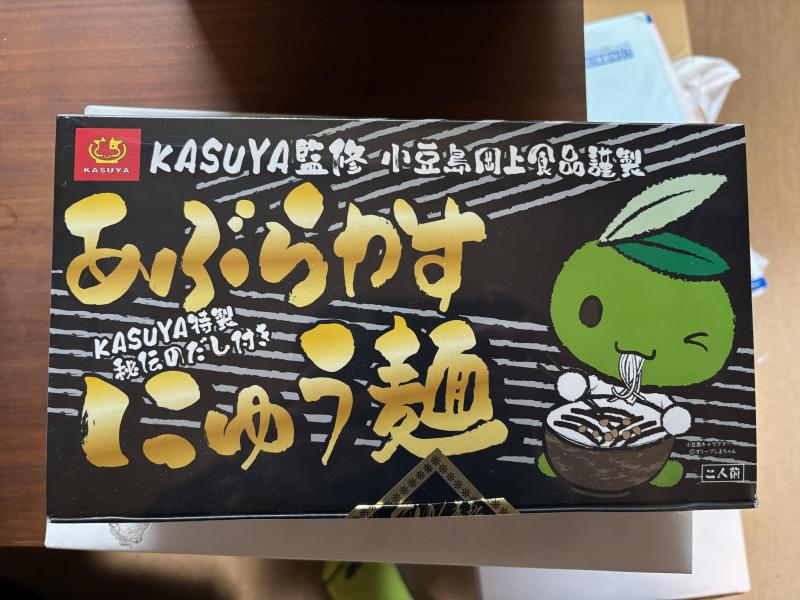 KASUYA
KASUYA監修 小豆島岡上食品謹製
あぶらかす
KASUYA特製
秘伝のだし付き
にゅう麺
小豆島キャラクター
©オリーブしまちゃん
二人前